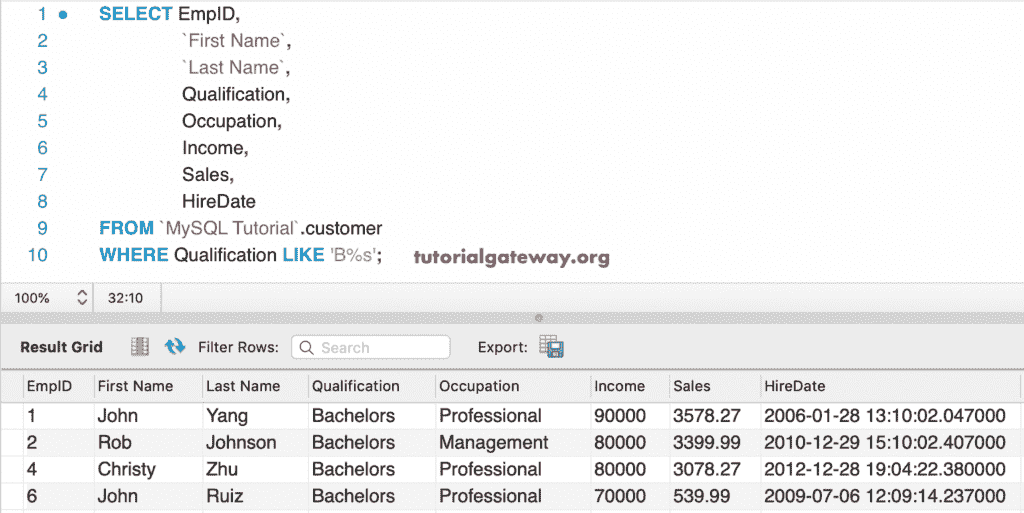 1 SELECT EmpID,
2 `First Name`,
3 `Last Name`,
4 Qualification,
5 Occupation,
6 Income,
7 Sales,
8 HireDate
9 FROM `MySQL Tutorial`.customer
10 WHERE Qualification LIKE 'B%s'; tutorialgateway.org
100% 32:10
Result Grid Filter Rows: Search Export:
EmpID First Name Last Name Qualification Occupation Income Sales HireDate
1 John Yang Bachelors Professional 90000 3578.27 2006-01-28 13:10:02.047000
2 Rob Johnson Bachelors Management 80000 3399.99 2010-12-29 15:10:02.407000
4 Christy Zhu Bachelors Professional 80000 3078.27 2012-12-28 19:04:22.380000
6 John Ruiz Bachelors Professional 70000 539.99 2009-07-06 12:09:14.237000